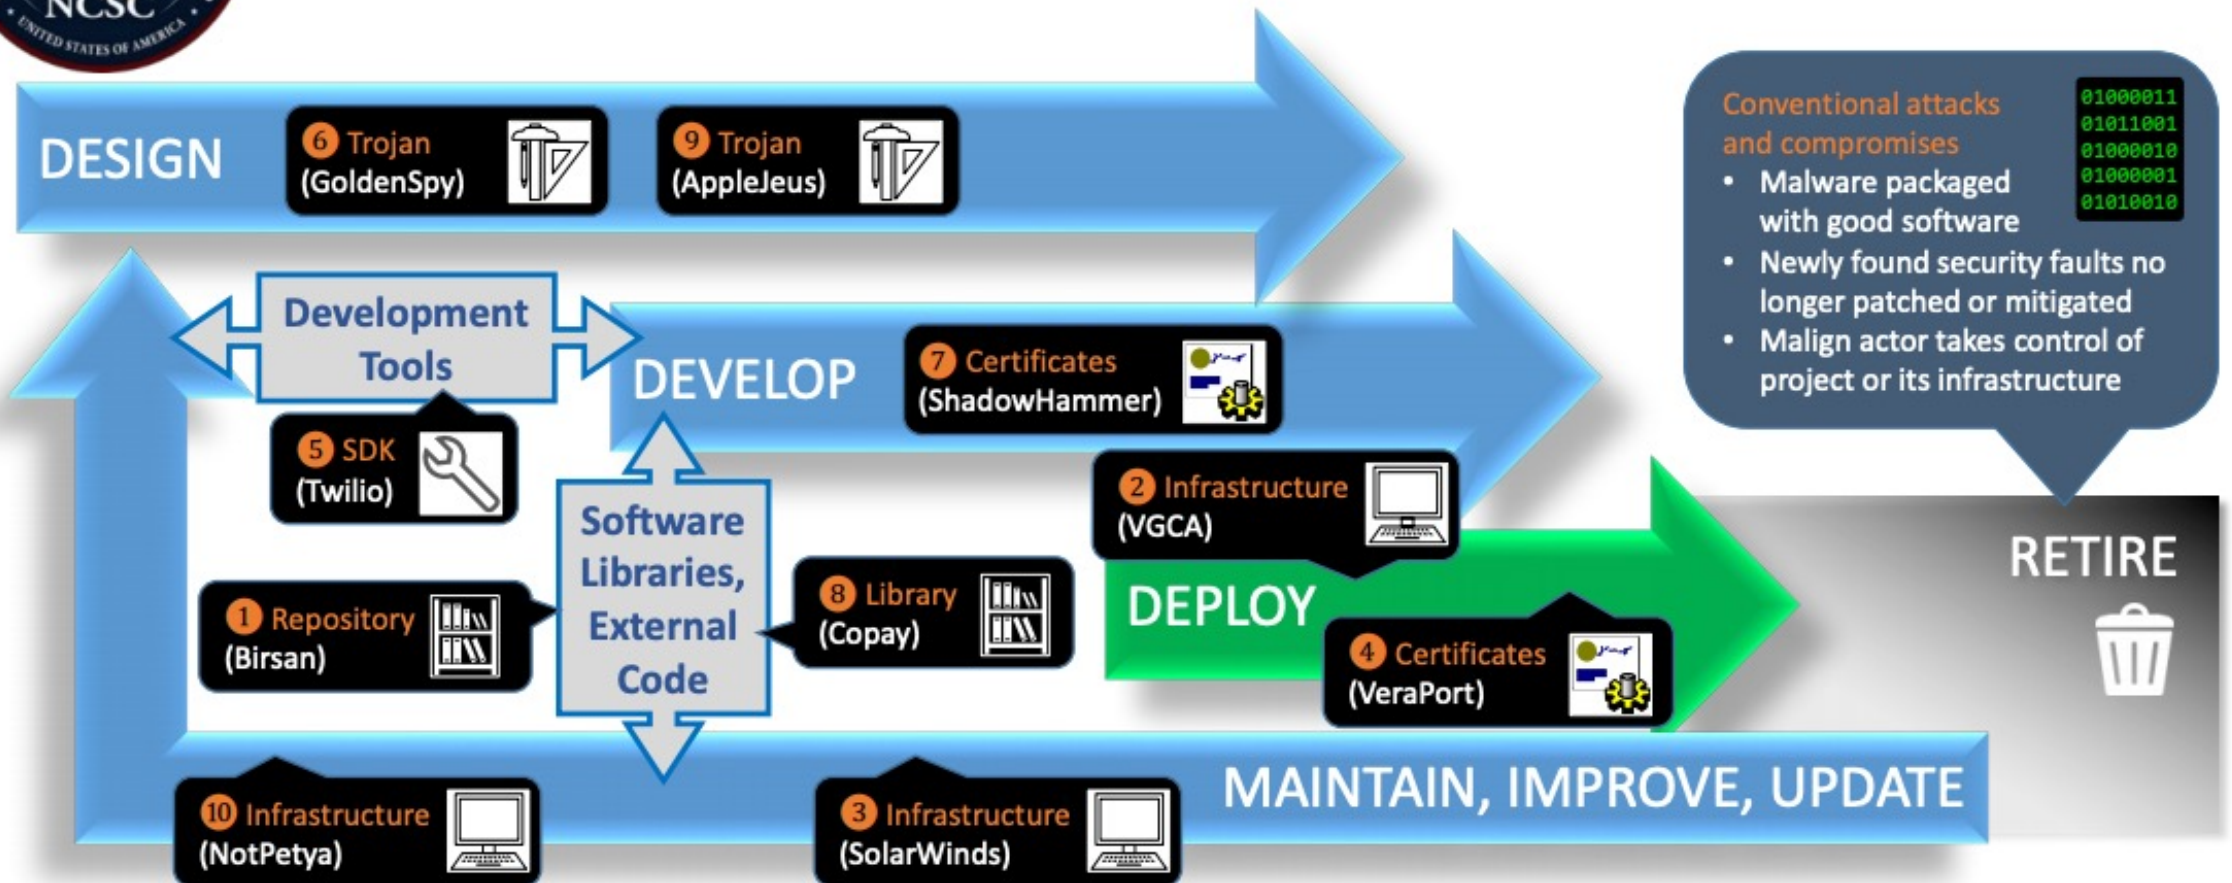 NCSC
UNITED STATES OF AMERICA
DESIGN
6 Trojan
(GoldenSpy)
9 Trojan
(AppleJeus)
Conventional attacks
and compromises
• Malware packaged
with good software
• Newly found security faults no
longer patched or mitigated
• Malign actor takes control of
project or its infrastructure
01000011
01011001
01000010
01000001
01010010
Development
Tools
DEVELOP
7 Certificates
(ShadowHammer)
5 SDK
(Twilio)
Software
Libraries,
External
Code
2 Infrastructure
(VGCA)
RETIRE
1 Repository
(Birsan)
8 Library
(Copay)
DEPLOY
4 Certificates
(VeraPort)
MAINTAIN, IMPROVE, UPDATE
10 Infrastructure
(NotPetya)
3 Infrastructure
(SolarWinds)